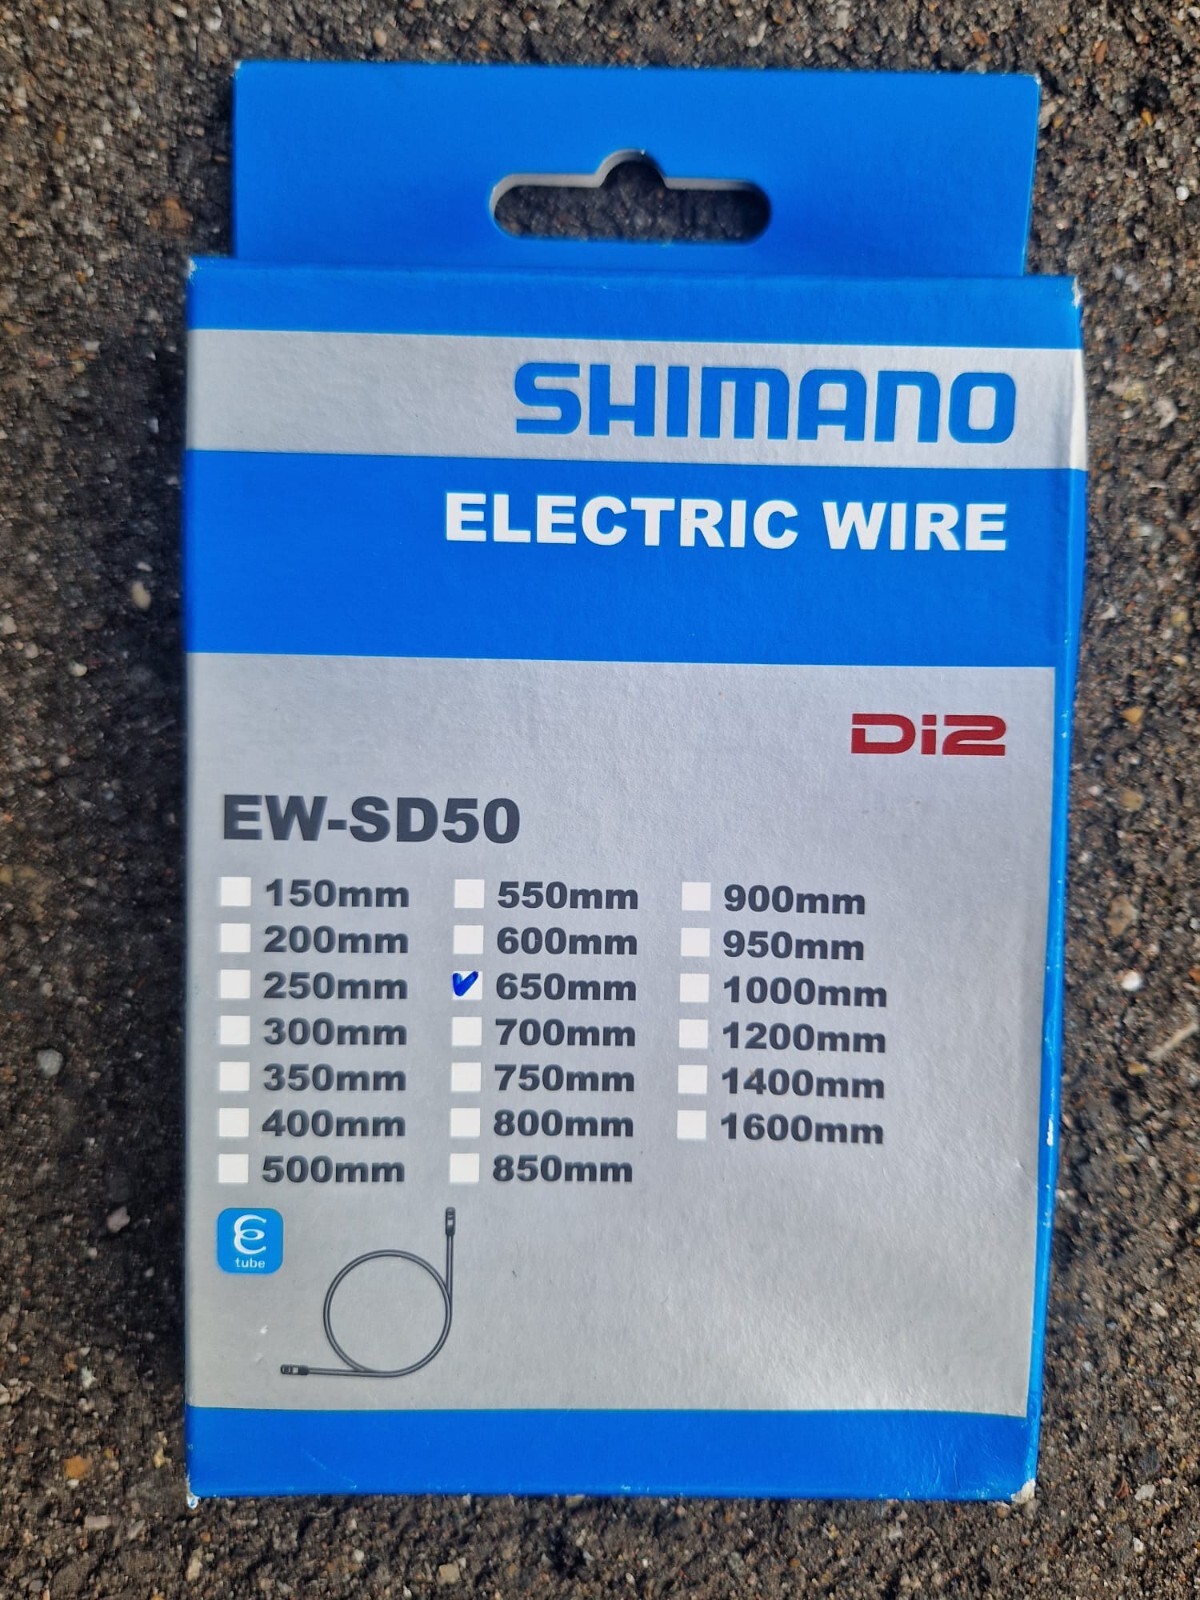 SHIMANO
ELECTRIC WIRE
Di2
EW-SD50
150mm 550mm 900mm
200mm 600mm 950mm
250mm 650mm 1000mm
300mm 700mm 1200mm
350mm 750mm 1400mm
400mm 800mm 1600mm
500mm 850mm
E
tube